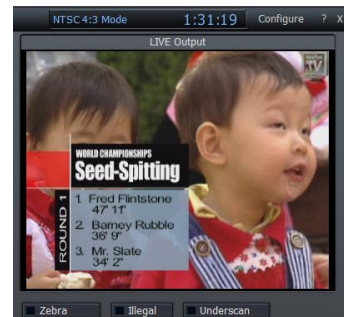 NTSC 4:3 Mode 1:31:19 Configure ? X
LIVE Output
TV
WORLD CHAMPIONSHIPS
Seed-Spitting
ROUND 1
1. Fred Flintstone
47' 11"
2. Barney Rubble
36' 9"
3. Mr. Slate
34' 2"
Zebra Illegal Underscan